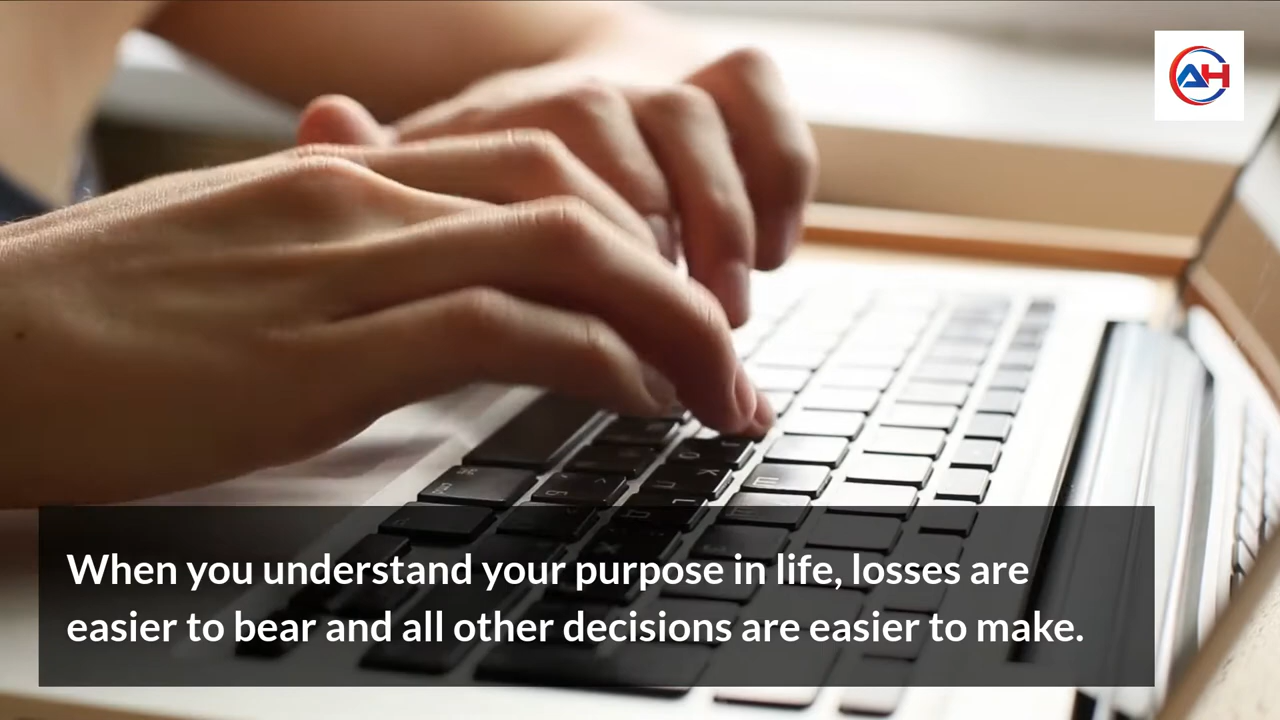 AH
When you understand your purpose in life, losses are
easier to bear and all other decisions are easier to make.